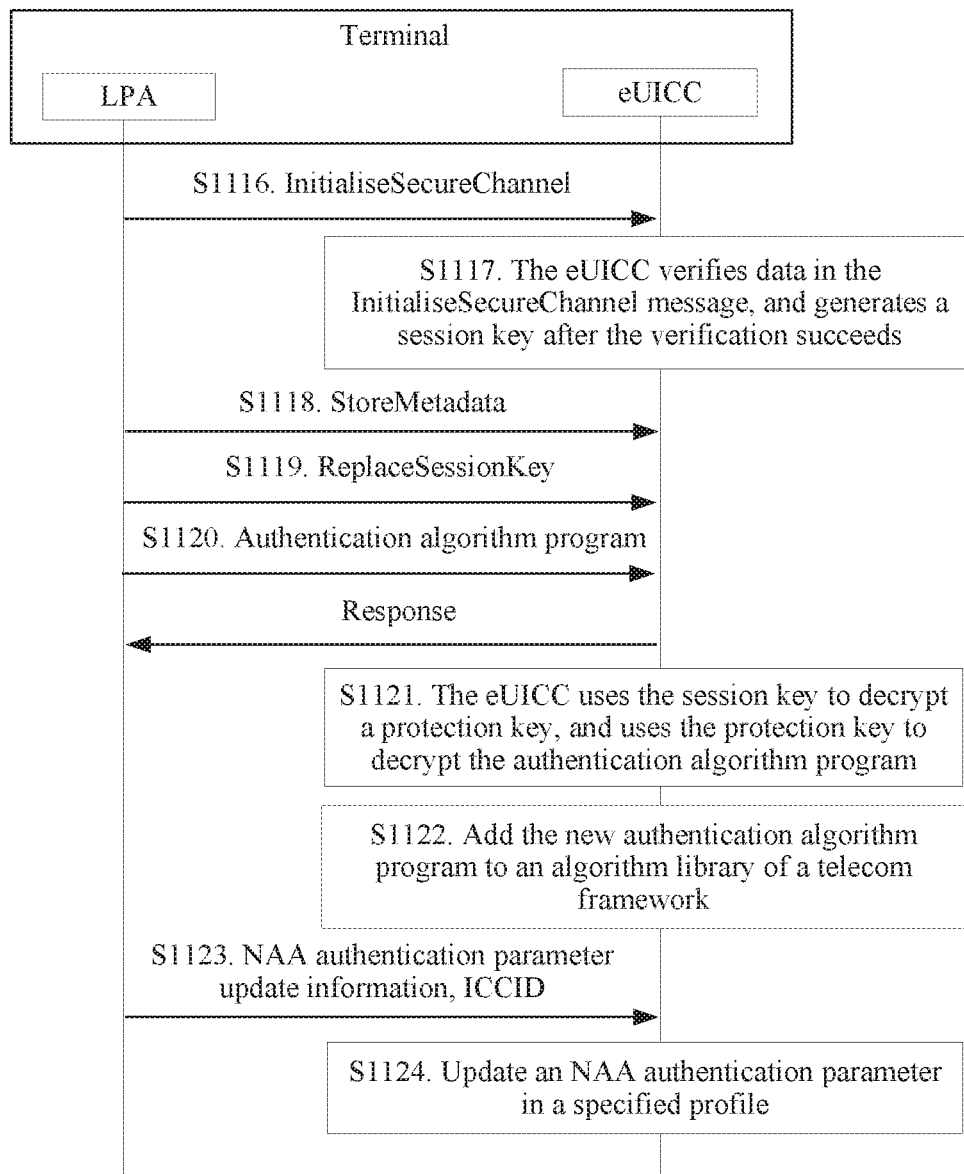 Terminal
LPA
eUICC
S1116. InitialiseSecureChannel
S1117. The eUICC verifies data in the
InitialiseSecureChannel message, and generates a
session key after the verification succeeds
S1118. StoreMetadata
S1119. ReplaceSessionKey
S1120. Authentication algorithm program
Response
S1121. The eUICC uses the session key to decrypt
a protection key, and uses the protection key to
decrypt the authentication algorithm program
S1122. Add the new authentication algorithm
program to an algorithm library of a telecom
framework
S1123. NAA authentication parameter
update information, ICCID
S1124. Update an NAA authentication parameter
in a specified profile